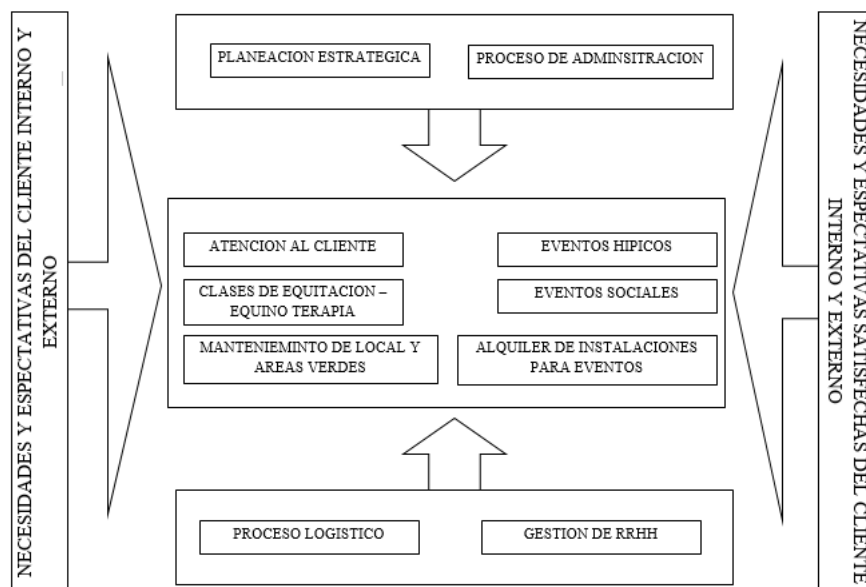 NECESIDADES Y ESPECTATIVAS DEL CLIENTE INTERNO Y
EXTERNO
PLANEACION ESTRATEGICA
PROCESO DE ADMINSITRACION
ATENCION AL CLIENTE
EVENTOS HIPICOS
CLASES DE EQUITACION –
EQUINO TERAPIA
EVENTOS SOCIALES
MANTENIEMINTO DE LOCAL Y
AREAS VERDES
ALQUILER DE INSTALACIONES
PARA EVENTOS
PROCESO LOGISTICO
GESTION DE RRHH
NECESIDADES Y ESPECTATIVAS SATISFECHAS DEL CLIENTE
INTERNO Y EXTERNO